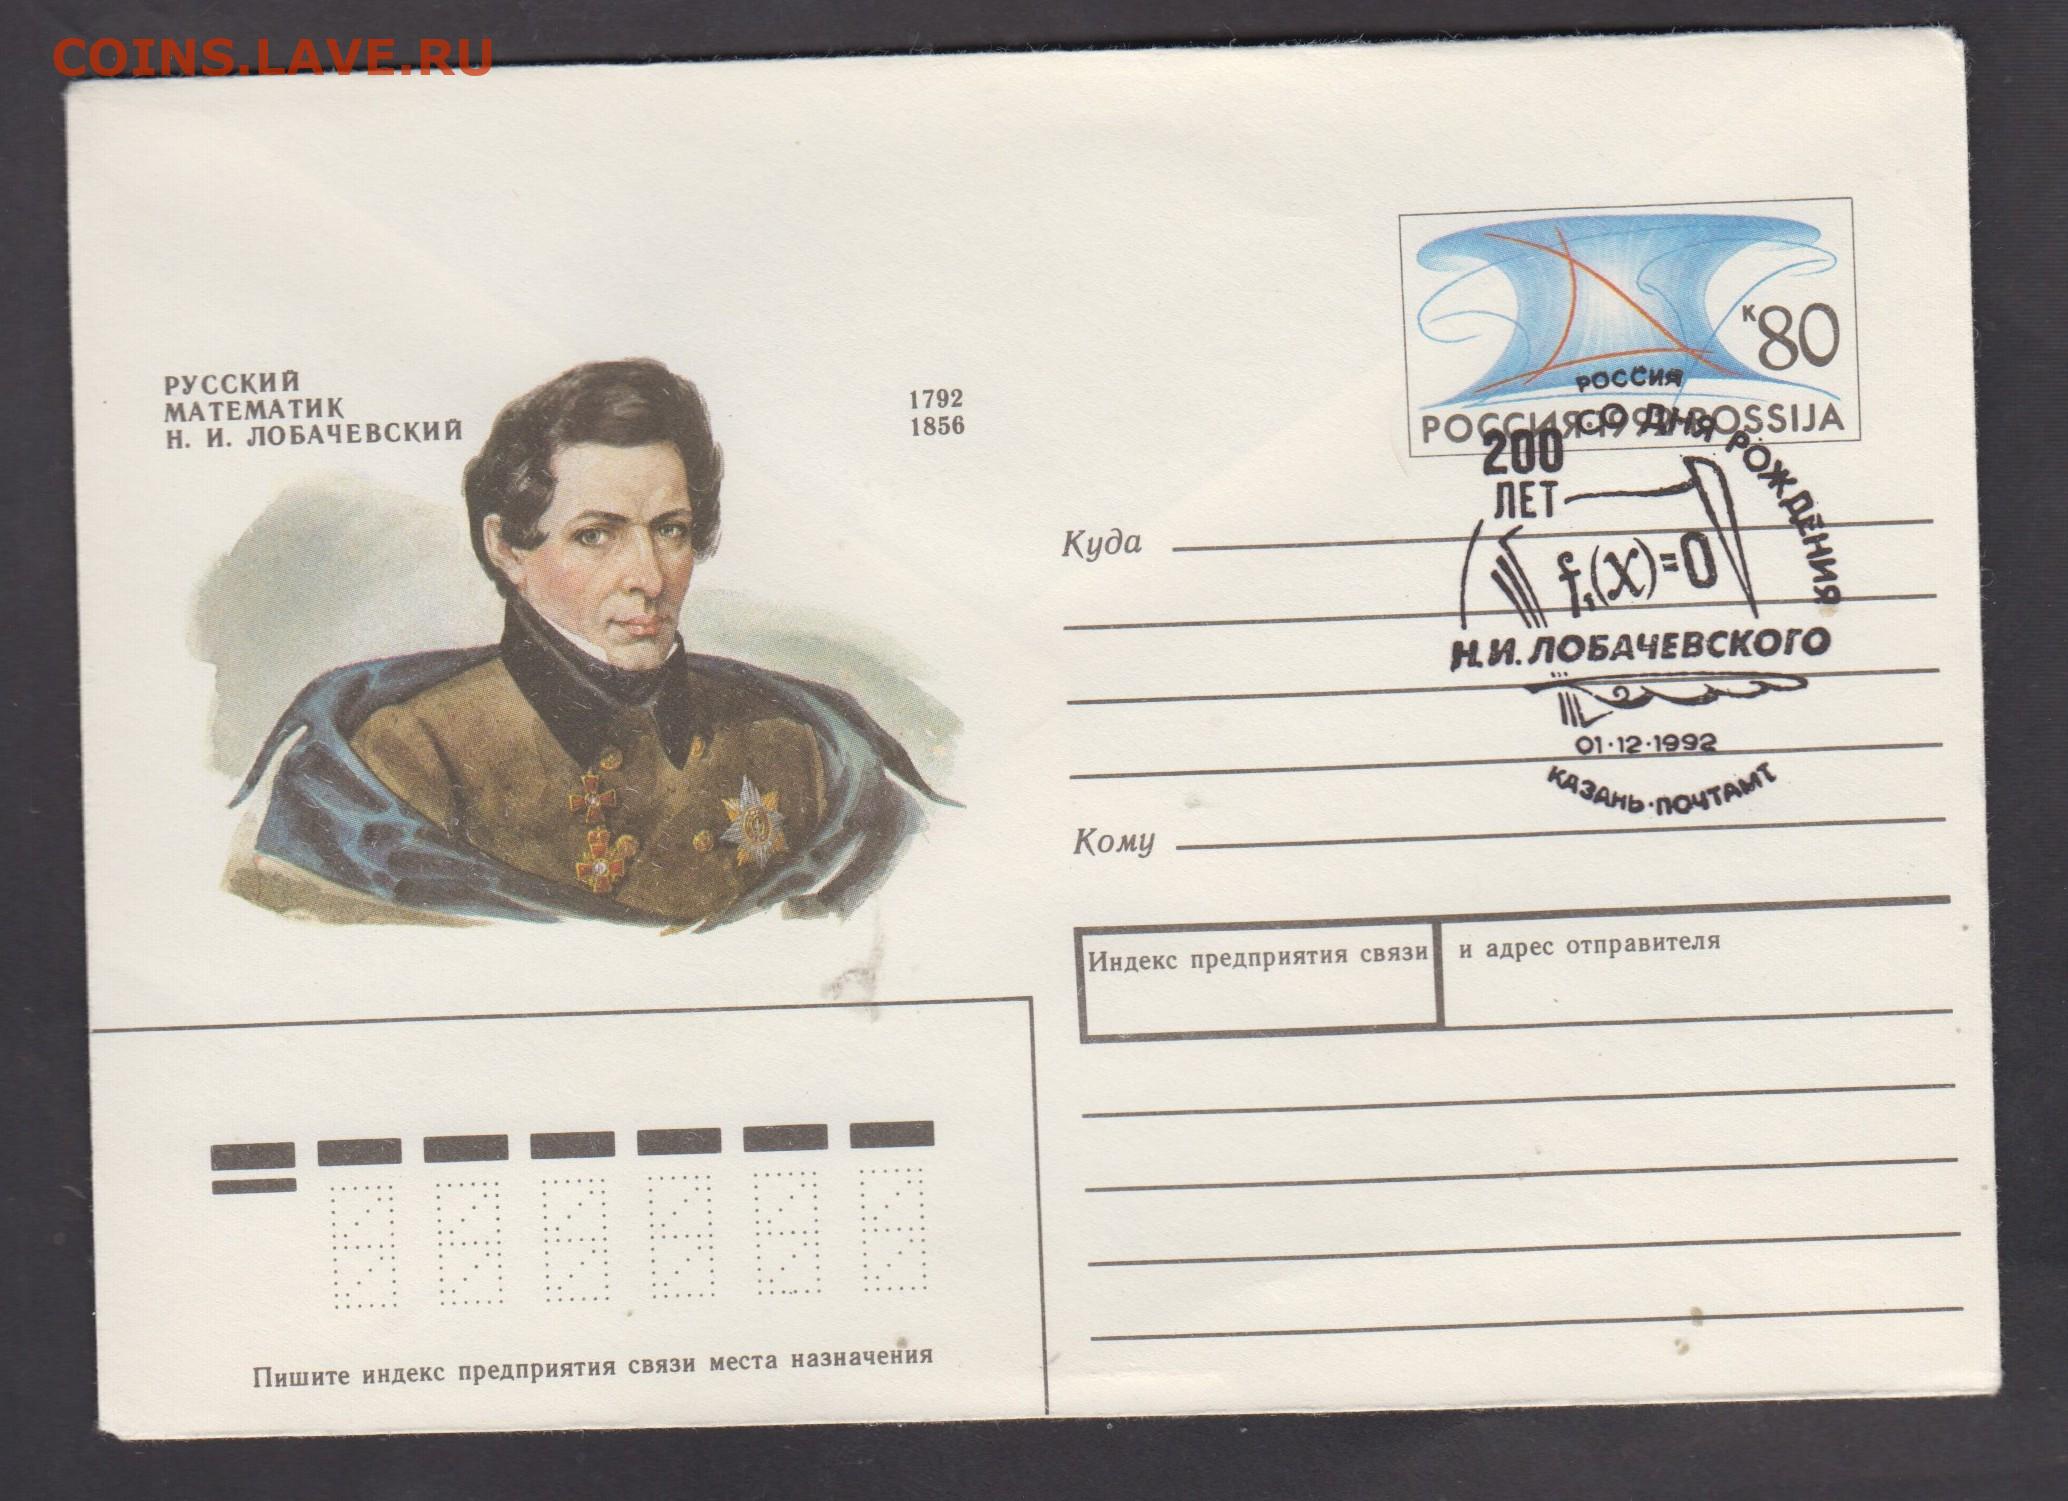 COINS.LAVE.RU
РУССКИЙ
МАТЕМАТИК
Н. И. ЛОБАЧЕВСКИЙ
1792
1856
к80
РОССИЯ·1992·ROSSIJA
РОССИЯ
200 ЛЕТ СО ДНЯ РОЖДЕНИЯ
f₁(x)=0
Н.И. ЛОБАЧЕВСКОГО
01·12·1992
КАЗАНЬ·ПОЧТАМТ
Куда
Кому
Индекс предприятия связи и адрес отправителя
Пишите индекс предприятия связи места назначения